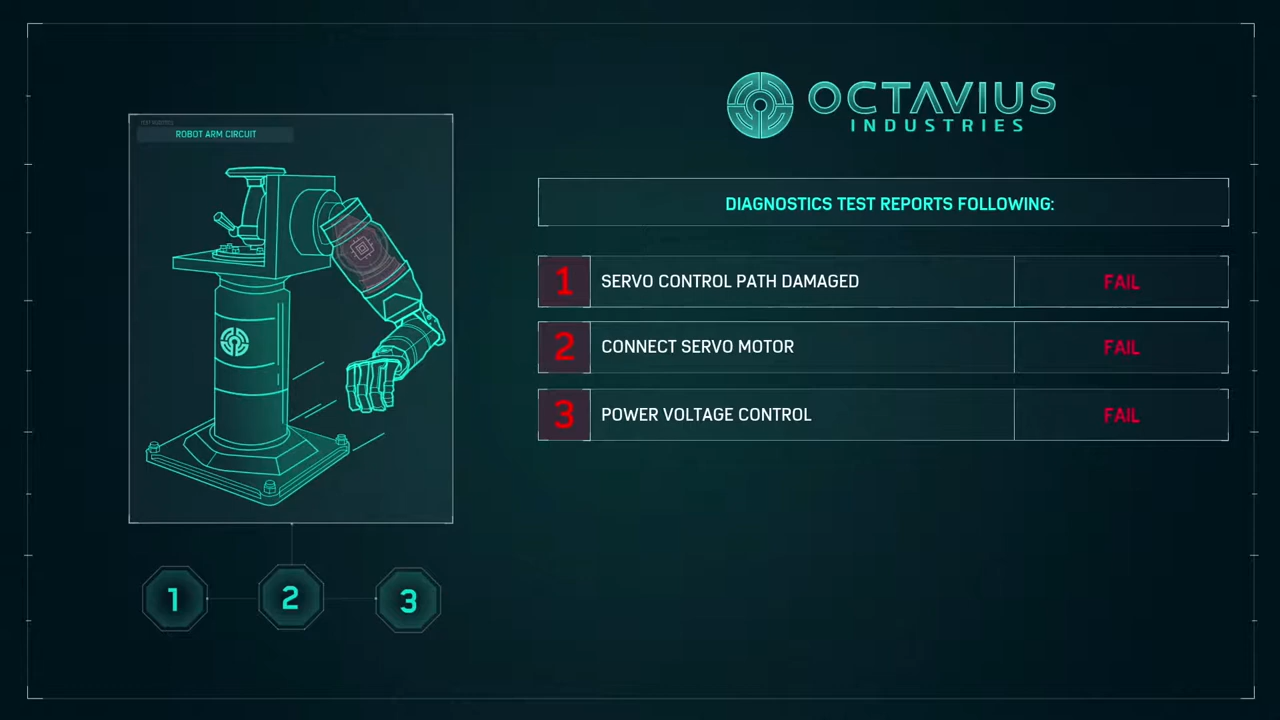 OCTAVIUS
INDUSTRIES
ROBOT ARM CIRCUIT
DIAGNOSTICS TEST REPORTS FOLLOWING:
1 SERVO CONTROL PATH DAMAGED FAIL
2 CONNECT SERVO MOTOR FAIL
3 POWER VOLTAGE CONTROL FAIL
1 2 3